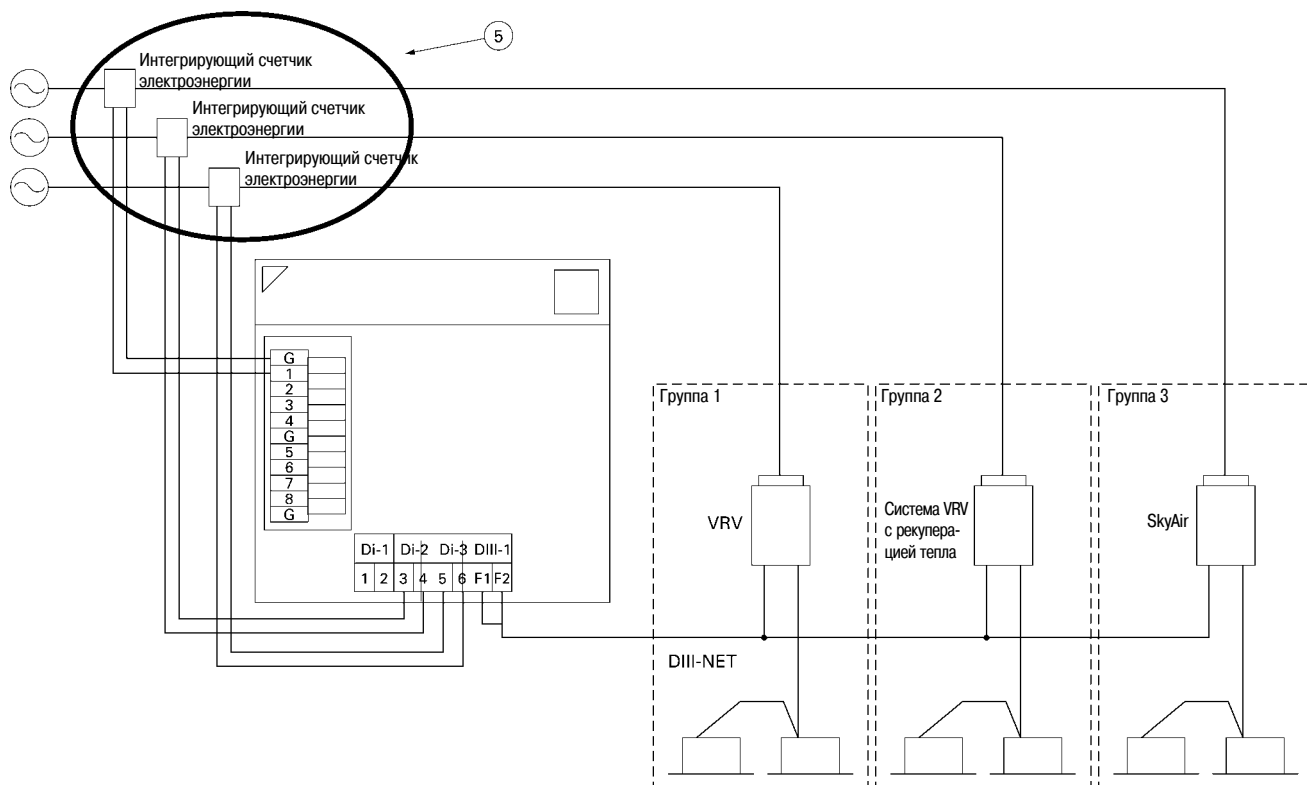 5
Интегрирующий счетчик
электроэнергии
Интегрирующий счетчик
электроэнергии
Интегрирующий счетчик
электроэнергии
G
1
2
3
4
G
5
6
7
8
G
Di-1 Di-2 Di-3 DIII-1
1 2 3 4 5 6 F1 F2
Группа 1
Группа 2
Группа 3
VRV
Система VRV
с рекупера-
цией тепла
SkyAir
DIII-NET